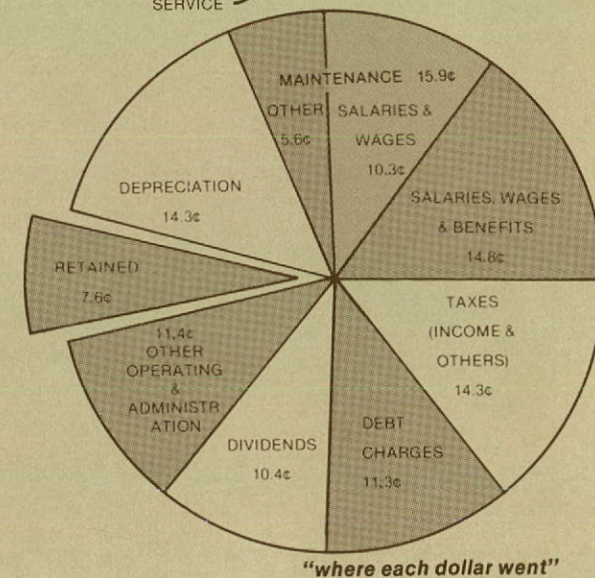 SERVICE
MAINTENANCE 15.9¢
OTHER
5.6¢
SALARIES &
WAGES
10.3¢
SALARIES, WAGES
& BENEFITS
14.8¢
DEPRECIATION
14.3¢
RETAINED
7.6¢
TAXES
(INCOME &
OTHERS)
14.3¢
11.4¢
OTHER
OPERATING
&
ADMINISTR
ATION
DIVIDENDS
10.4¢
DEBT
CHARGES
11.3¢
"where each dollar went"